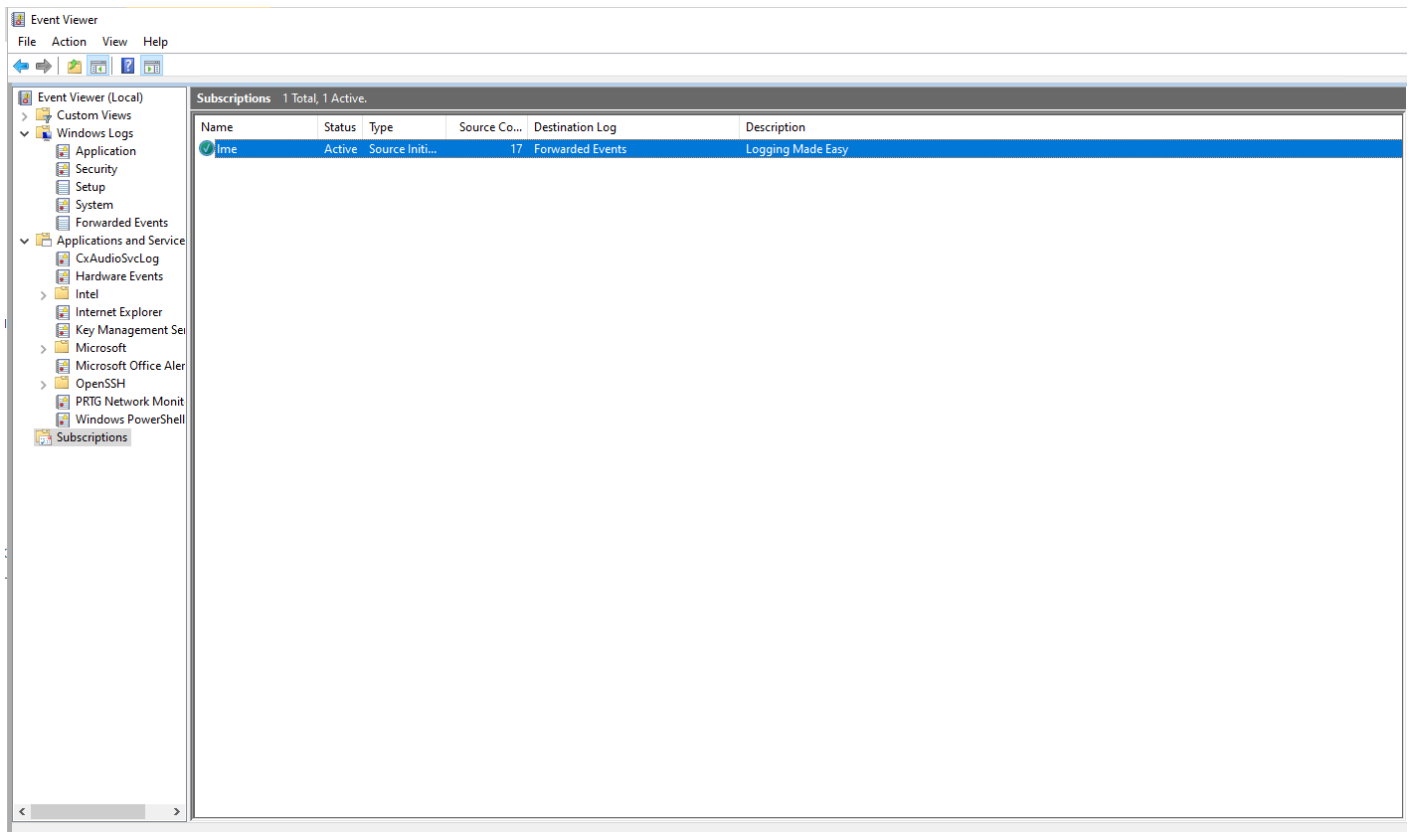 Event Viewer
File Action View Help
Event Viewer (Local)
Custom Views
Windows Logs
Application
Security
Setup
System
Forwarded Events
Applications and Service
CxAudioSvcLog
Hardware Events
Intel
Internet Explorer
Key Management Ser
Microsoft
Microsoft Office Aler
OpenSSH
PRTG Network Monit
Windows PowerShell
Subscriptions
Subscriptions 1 Total, 1 Active.
Name Status Type Source Co... Destination Log Description
lme Active Source Initi... 17 Forwarded Events Logging Made Easy